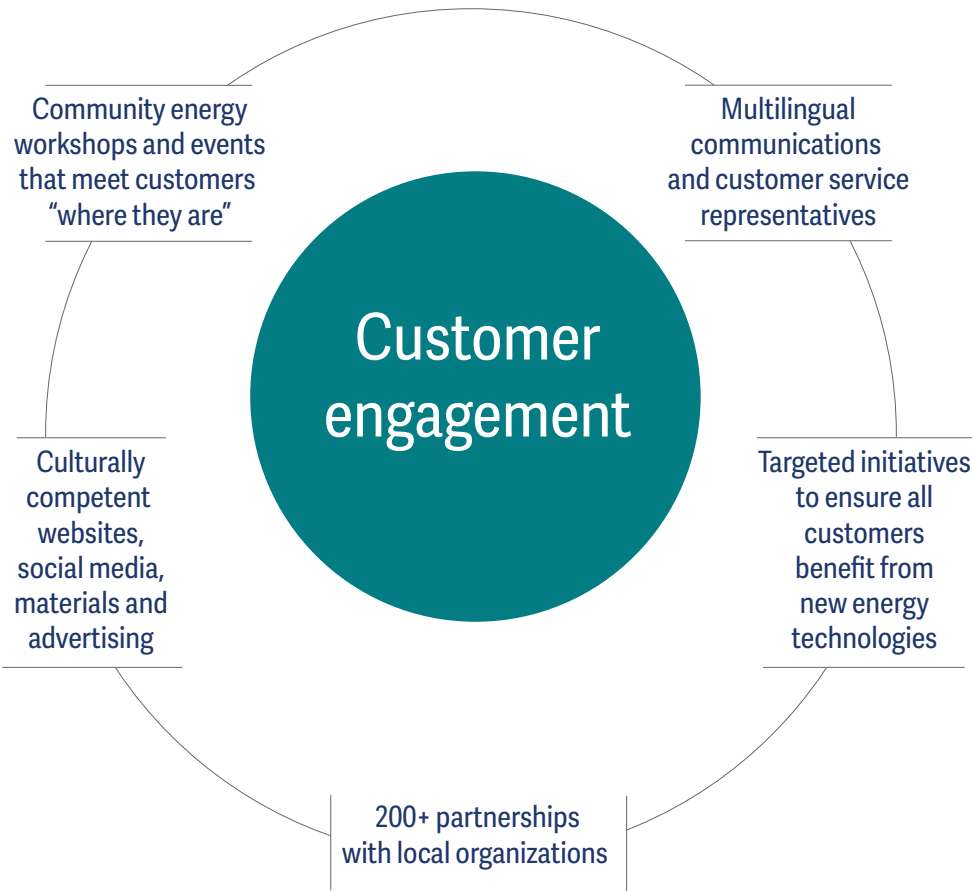 Community energy
workshops and events
that meet customers
“where they are”
Multilingual
communications
and customer service
representatives
Customer
engagement
Culturally
competent
websites,
social media,
materials and
advertising
Targeted initiatives
to ensure all
customers
benefit from
new energy
technologies
200+ partnerships
with local organizations